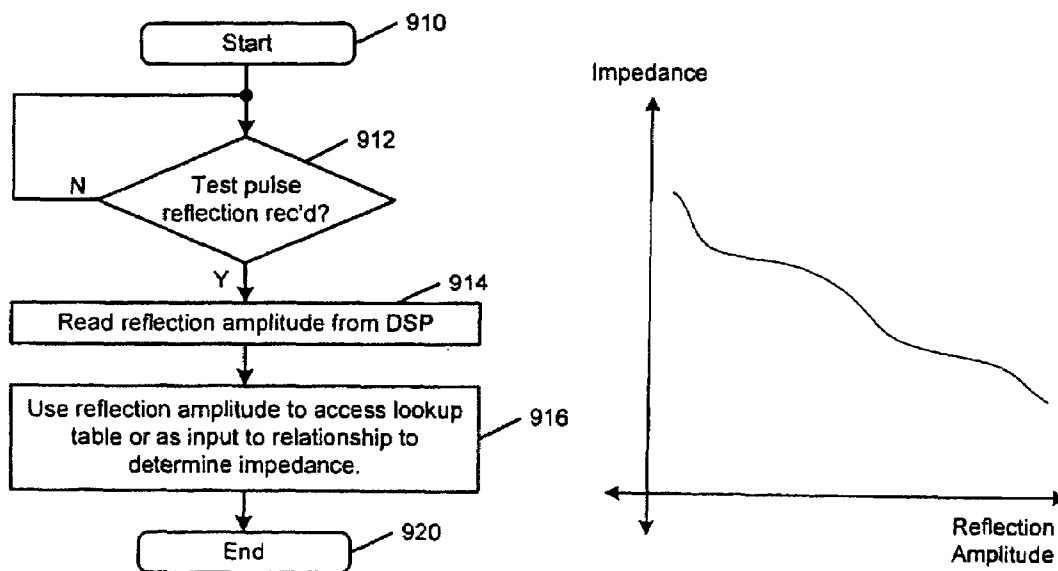 Start
910
912
Test pulse
reflection rec'd?
N
Y
914
Read reflection amplitude from DSP
Use reflection amplitude to access lookup
table or as input to relationship to
determine impedance.
916
End
920
Impedance
Reflection
Amplitude